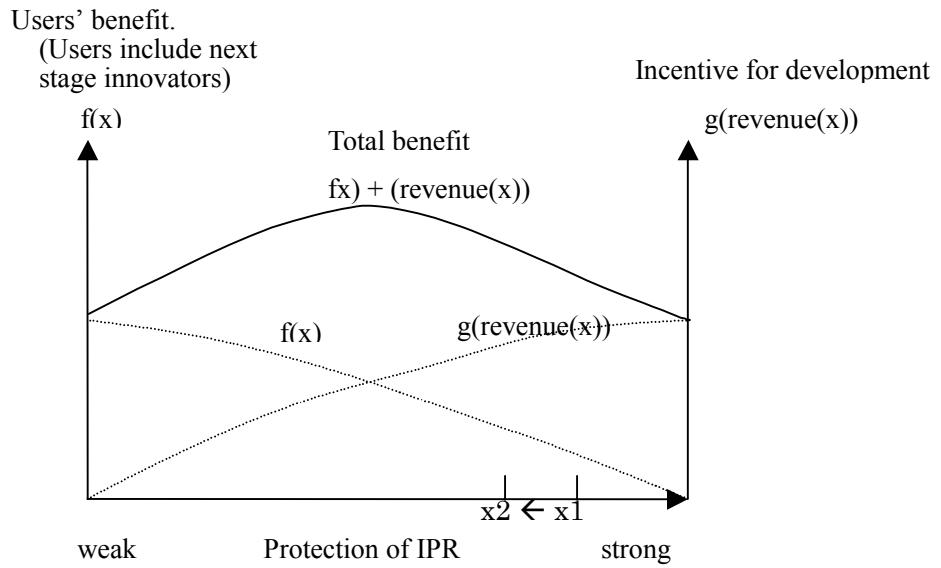 Users' benefit.
(Users include next
stage innovators)
Incentive for development
f(x)
g(revenue(x))
Total benefit
fx) + (revenue(x))
f(x)
g(revenue(x))
x2 ← x1
weak
Protection of IPR
strong